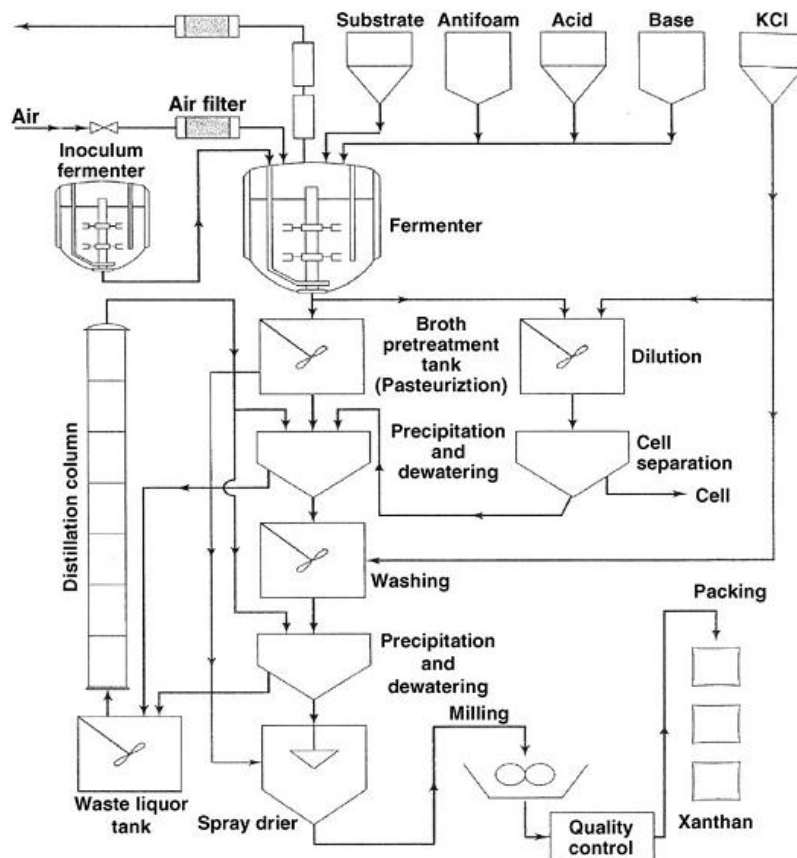 Substrate
Antifoam
Acid
Base
KCl
Air filter
Air
Inoculum
fermenter
Fermenter
Broth
pretreatment
tank
(Pasteuriztion)
Dilution
Precipitation
and
dewatering
Cell
separation
Cell
Distillation column
Washing
Packing
Precipitation
and
dewatering
Milling
Waste liquor
tank
Spray drier
Quality
control
Xanthan